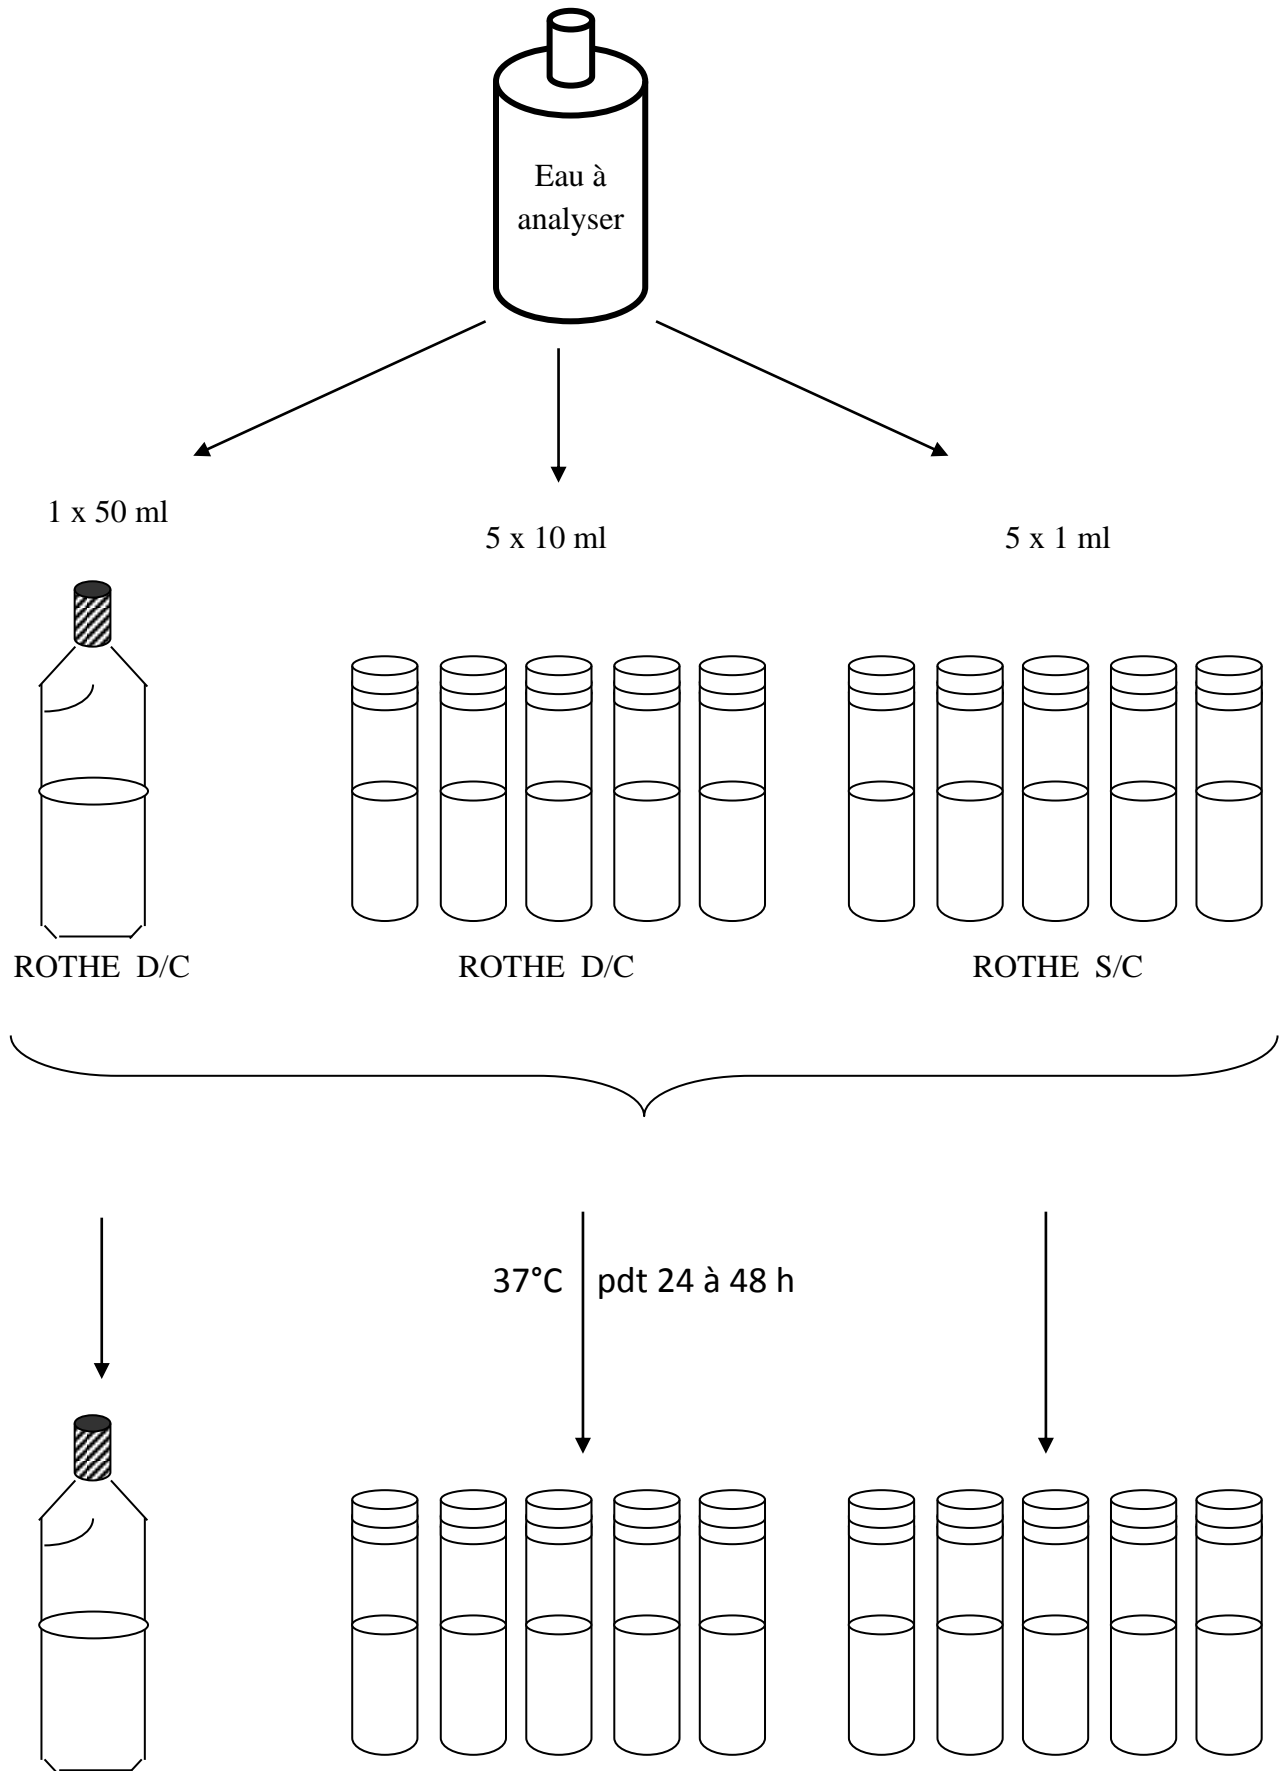 Eau à
analyser
1 x 50 ml
5 x 10 ml
5 x 1 ml
ROTHE D/C
ROTHE D/C
ROTHE S/C
37°C pdt 24 à 48 h